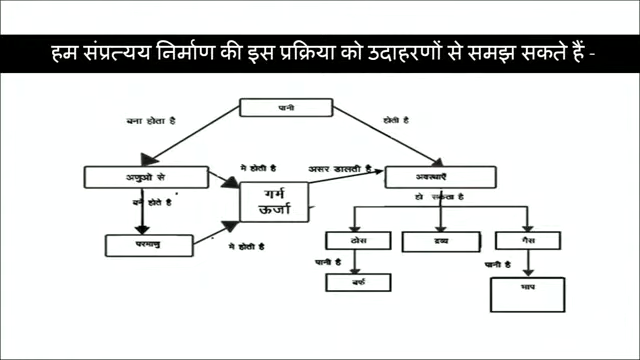 हम संप्रत्यय निर्माण की इस प्रक्रिया को उदाहरणों से समझ सकते हैं -
पानी
बना होता है
होती है
अणुओ से
मे होती है
असर डालती है
अवस्थाएँ
गर्म
ऊर्जा
बने होते है
हो सकता है
परमाणु
मे होती है
ठोस
द्रव्य
गैस
पानी है
पानी है
बर्फ
भाप